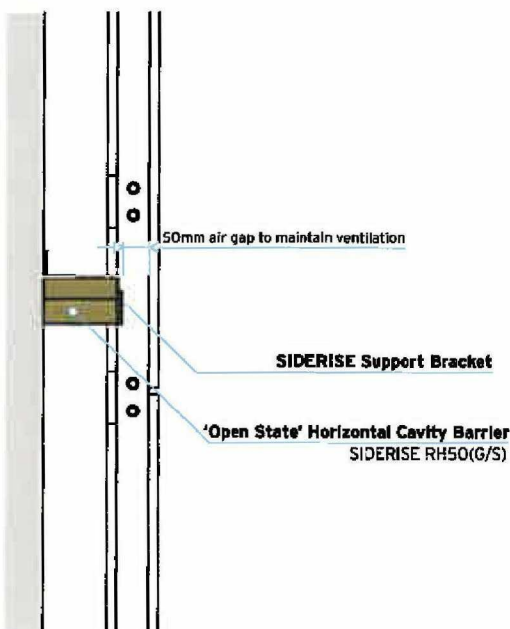 50mm air gap to maintain ventilation
SIDERISE Support Bracket
'Open State' Horizontal Cavity Barrier
SIDERISE RH50(G/S)